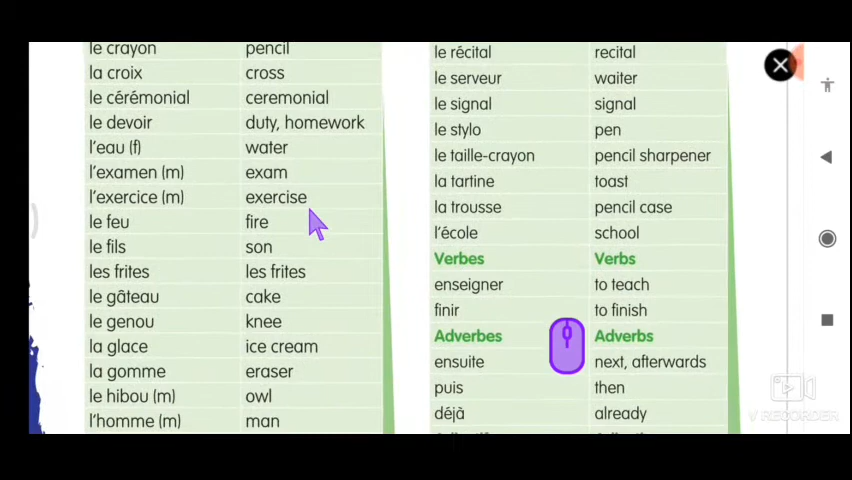 le crayon pencil
la croix cross
le cérémonial ceremonial
le devoir duty, homework
l'eau (f) water
l'examen (m) exam
l'exercice (m) exercise
le feu fire
le fils son
les frites les frites
le gâteau cake
le genou knee
la glace ice cream
la gomme eraser
le hibou (m) owl
l'homme (m) man
le récital recital
le serveur waiter
le signal signal
le stylo pen
le taille-crayon pencil sharpener
la tartine toast
la trousse pencil case
l'école school
Verbes Verbs
enseigner to teach
finir to finish
Adverbes Adverbs
ensuite next, afterwards
puis then
déjà already
V RECORDER